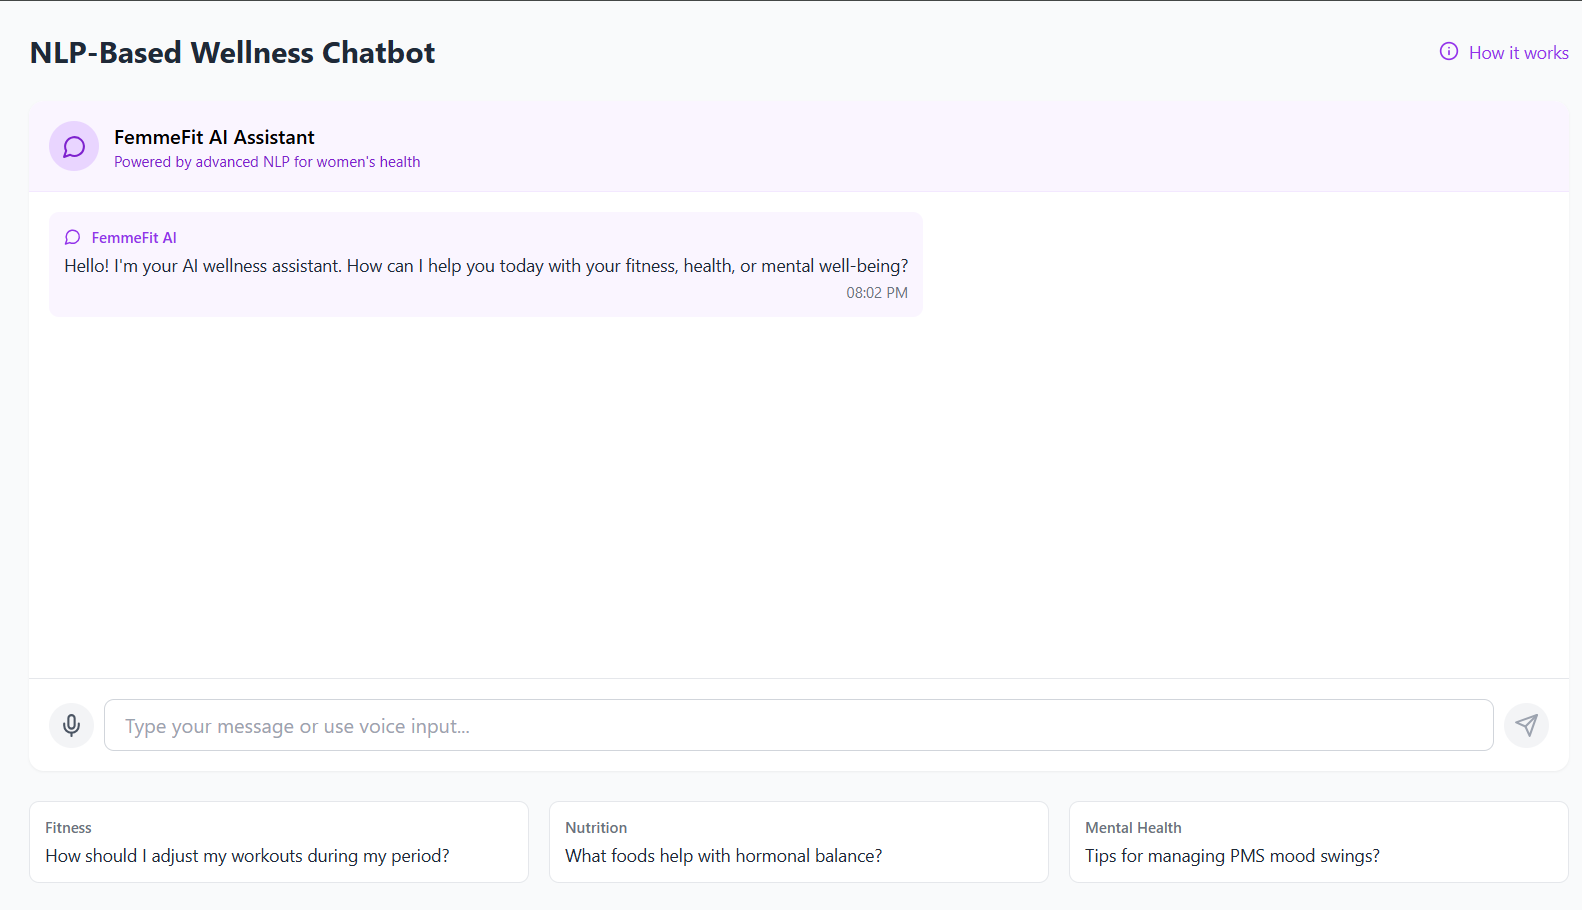 NLP-Based Wellness Chatbot
How it works
FemmeFit AI Assistant
Powered by advanced NLP for women's health
FemmeFit AI
Hello! I'm your AI wellness assistant. How can I help you today with your fitness, health, or mental well-being?
08:02 PM
Type your message or use voice input...
Fitness
How should I adjust my workouts during my period?
Nutrition
What foods help with hormonal balance?
Mental Health
Tips for managing PMS mood swings?